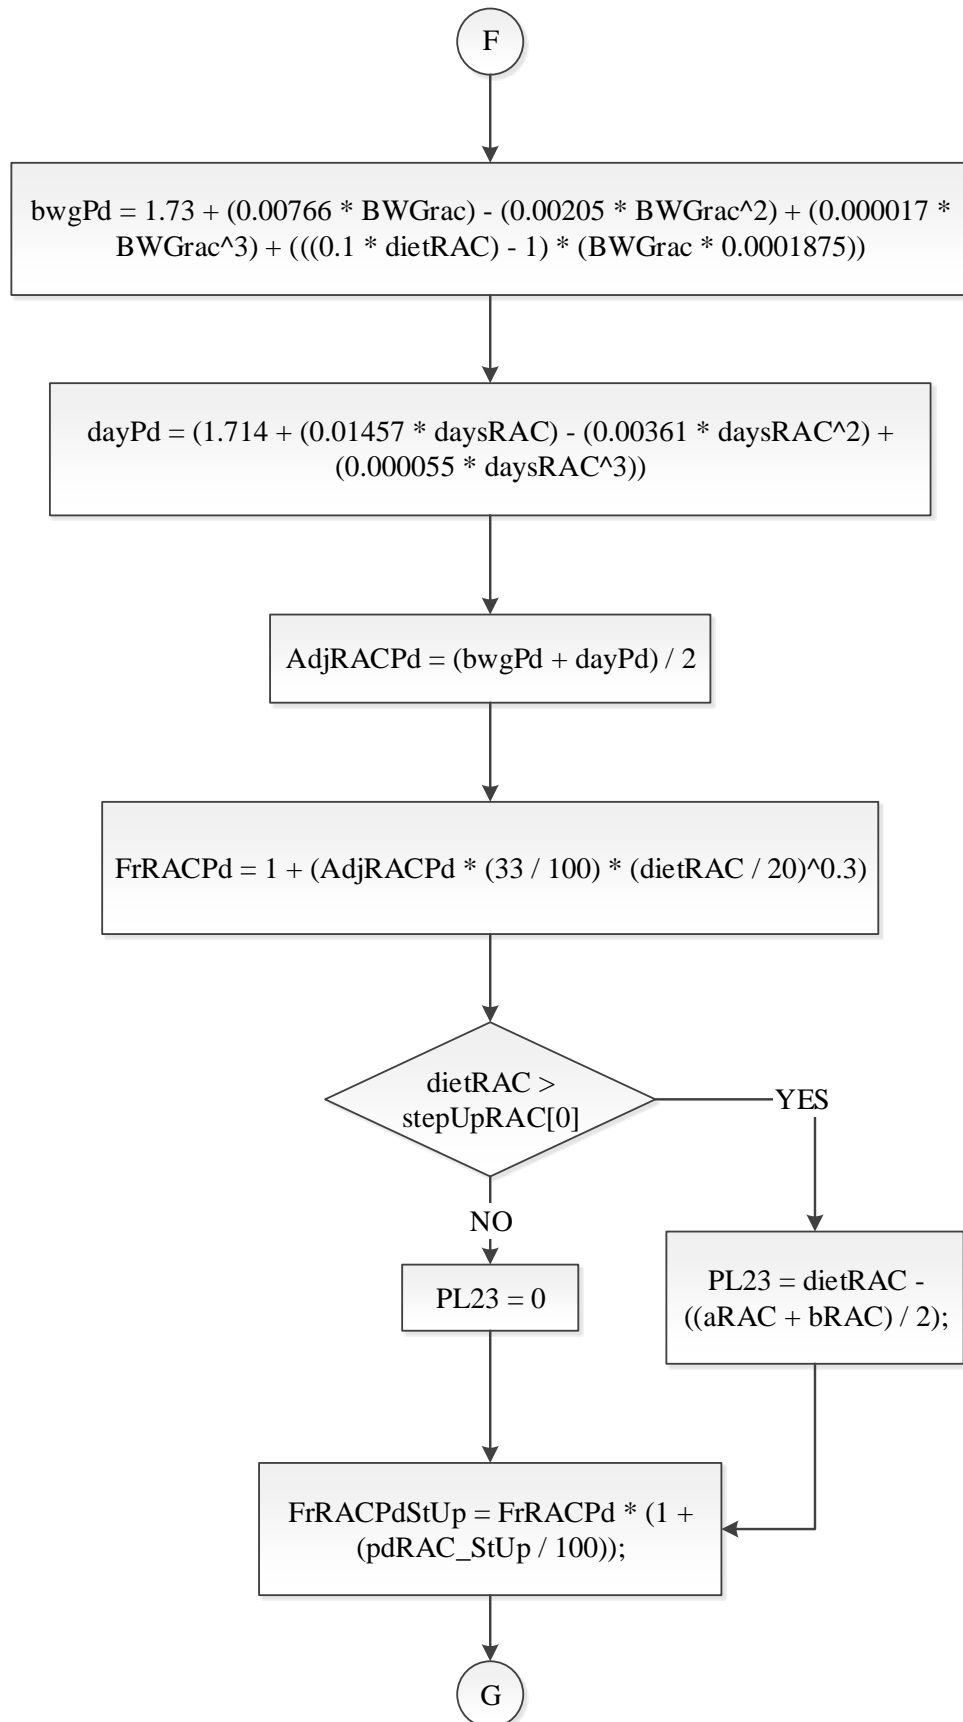 F
bwgPd = 1.73 + (0.00766 * BWGrac) - (0.00205 * BWGrac^2) + (0.000017 *
BWGrac^3) + (((0.1 * dietRAC) - 1) * (BWGrac * 0.0001875))
dayPd = (1.714 + (0.01457 * daysRAC) - (0.00361 * daysRAC^2) +
(0.000055 * daysRAC^3))
AdjRACPd = (bwgPd + dayPd) / 2
FrRACPd = 1 + (AdjRACPd * (33 / 100) * (dietRAC / 20)^0.3)
dietRAC >
stepUpRAC[0]
YES
NO
PL23 = 0
PL23 = dietRAC -
((aRAC + bRAC) / 2);
FrRACPdStUp = FrRACPd * (1 +
(pdRAC_StUp / 100));
G